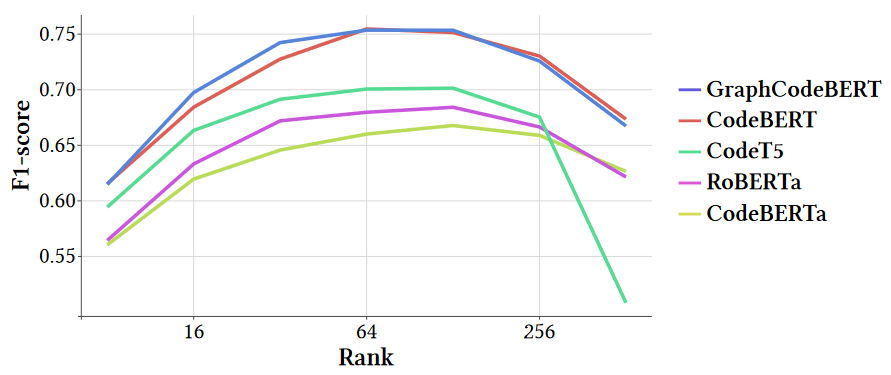 F1-score
0.75
0.70
0.65
0.60
0.55
16
64
256
Rank
GraphCodeBERT
CodeBERT
CodeT5
RoBERTa
CodeBERTa